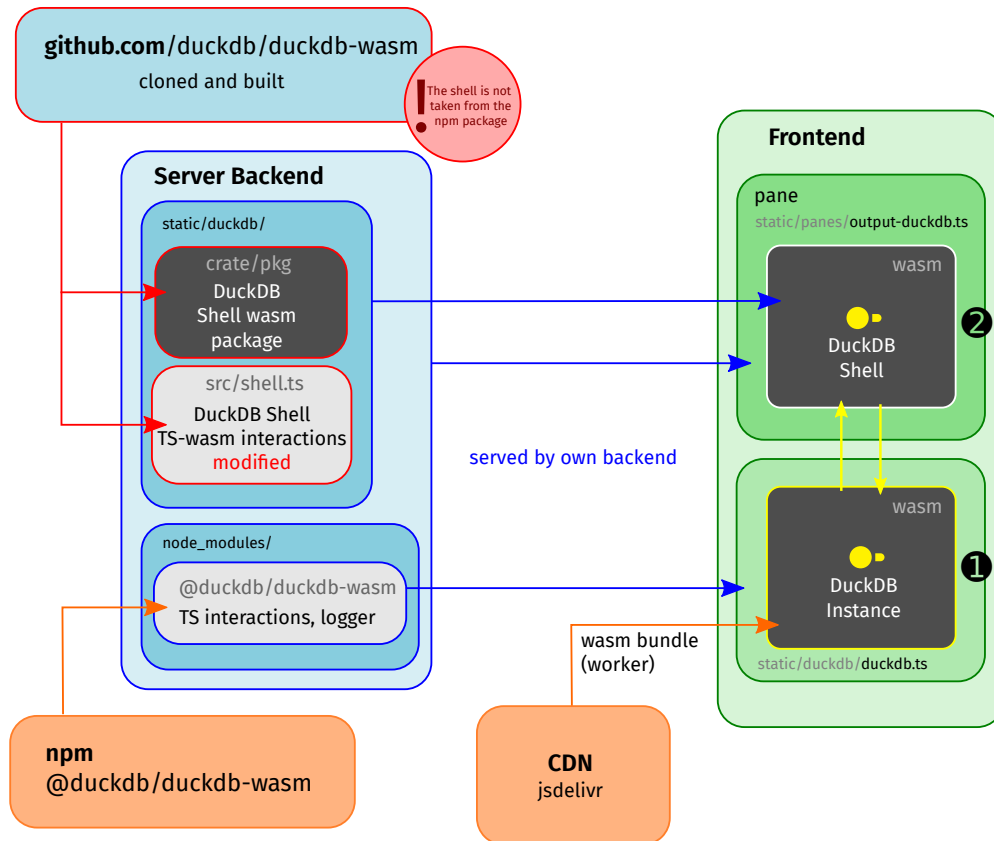 github.com/duckdb/duckdb-wasm
cloned and built
!
The shell is not
taken from the
npm package
Server Backend
static/duckdb/
crate/pkg
DuckDB
Shell wasm
package
src/shell.ts
DuckDB Shell
TS-wasm interactions
modified
node_modules/
@duckdb/duckdb-wasm
TS interactions, logger
npm
@duckdb/duckdb-wasm
served by own backend
wasm bundle
(worker)
CDN
jsdelivr
Frontend
pane
static/panes/output-duckdb.ts
wasm
DuckDB
Shell
2
wasm
DuckDB
Instance
1
static/duckdb/duckdb.ts